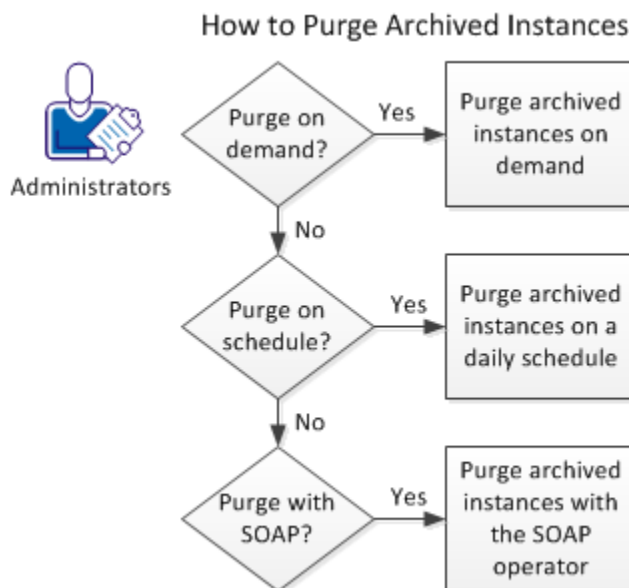 How to Purge Archived Instances
Administrators
Purge on
demand?
Yes
Purge archived
instances on
demand
No
Purge on
schedule?
Yes
Purge archived
instances on a
daily schedule
No
Purge with
SOAP?
Yes
Purge archived
instances with
the SOAP
operator